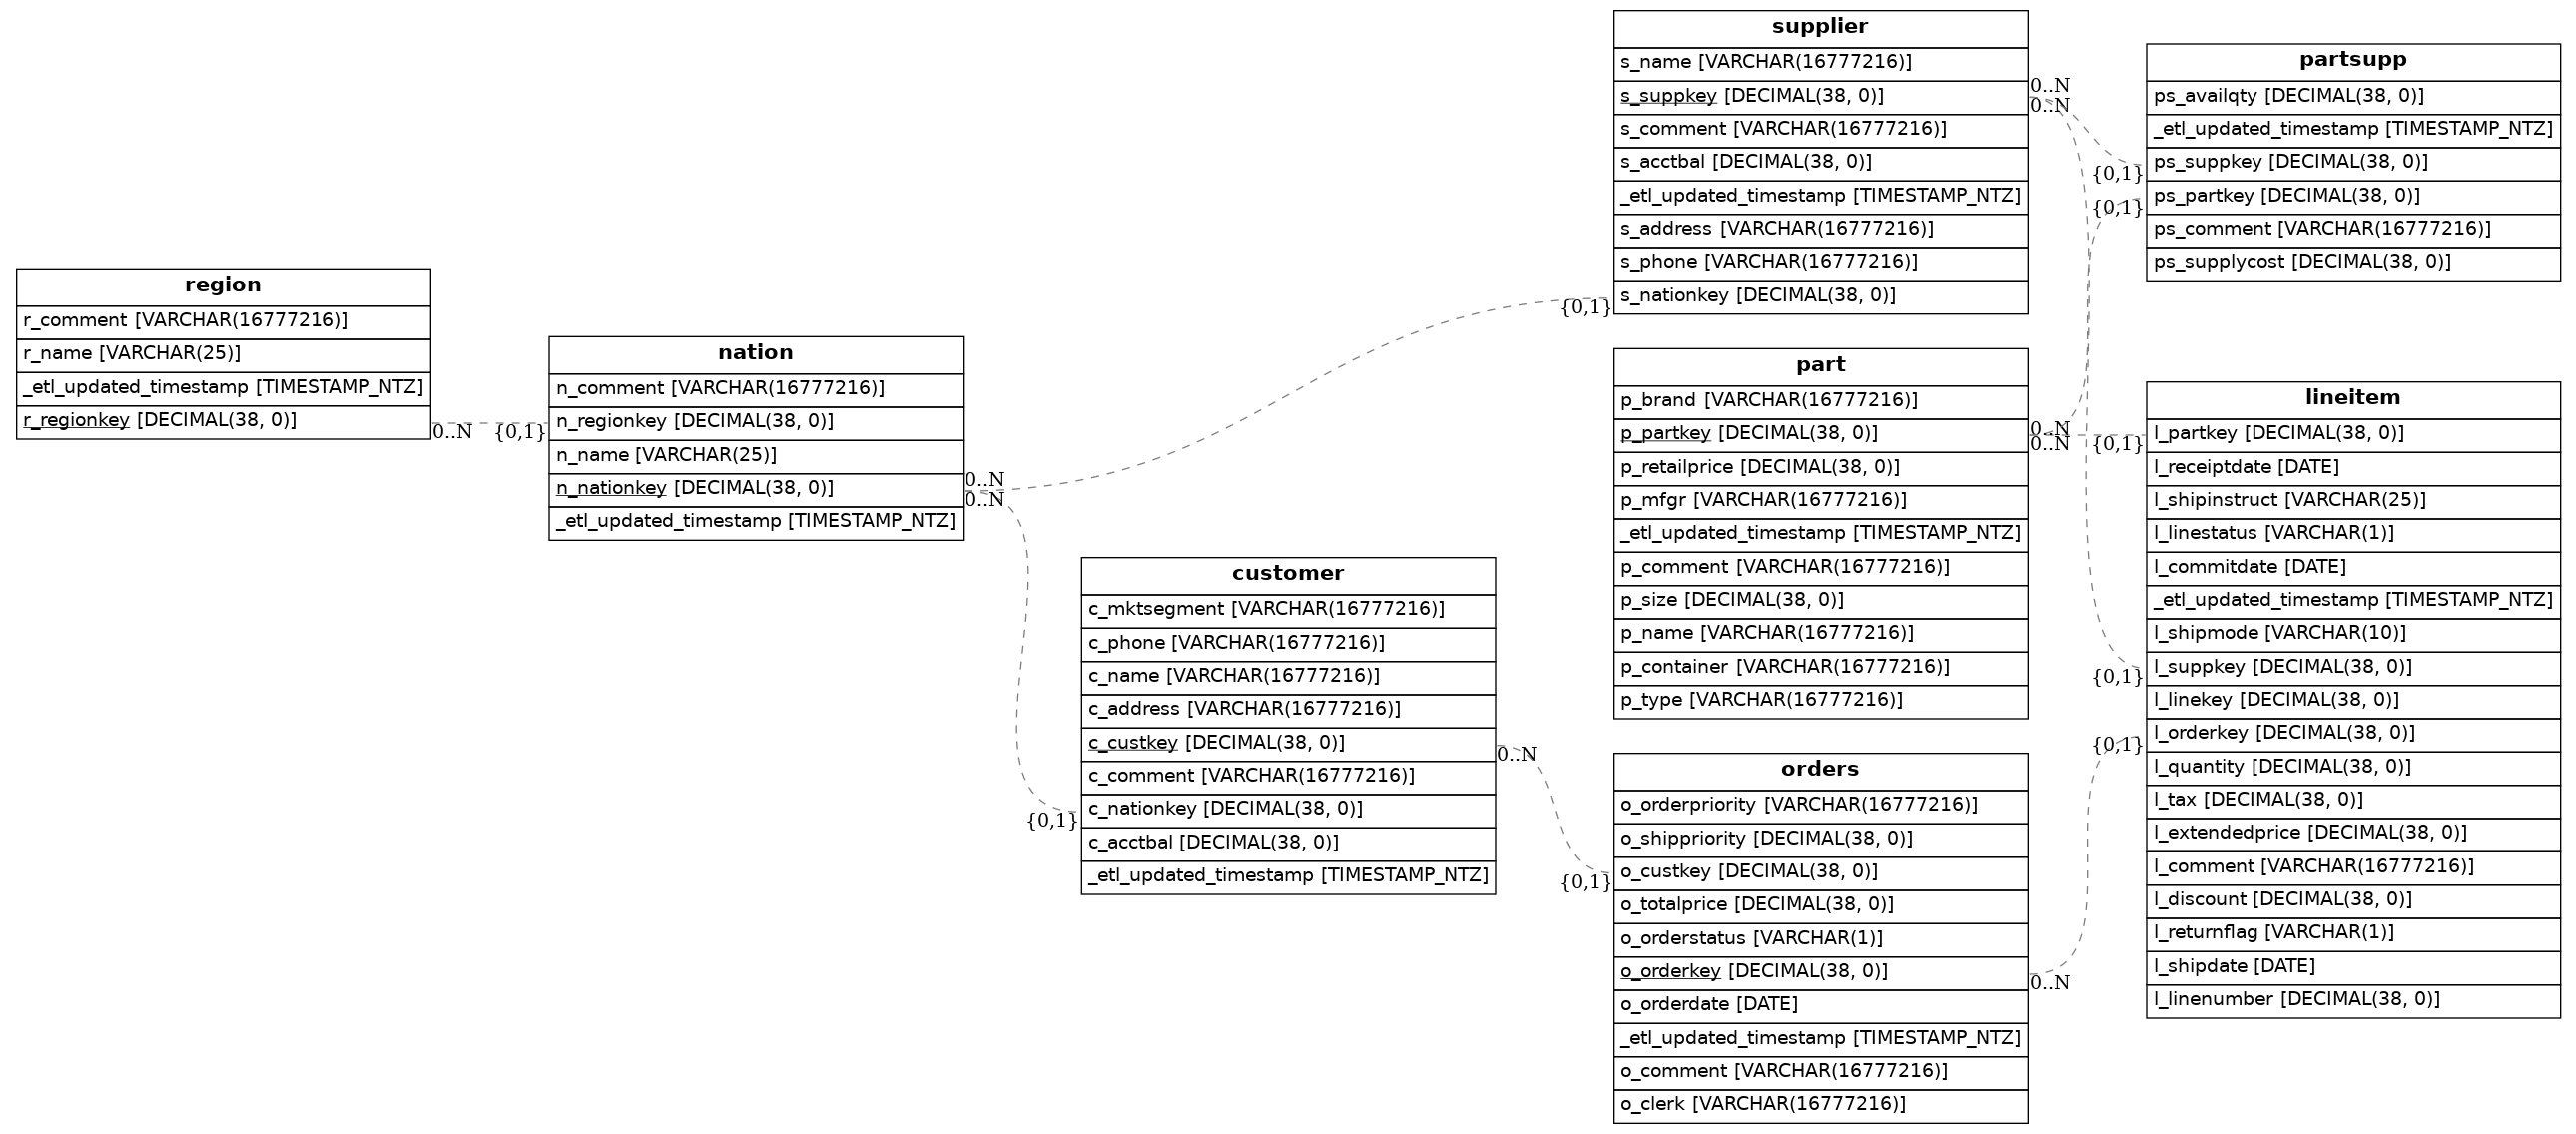 region
r_comment [VARCHAR(16777216)]
r_name [VARCHAR(25)]
_etl_updated_timestamp [TIMESTAMP_NTZ]
r_regionkey [DECIMAL(38, 0)]
0..N
{0,1}
nation
n_comment [VARCHAR(16777216)]
n_regionkey [DECIMAL(38, 0)]
n_name [VARCHAR(25)]
n_nationkey [DECIMAL(38, 0)]
_etl_updated_timestamp [TIMESTAMP_NTZ]
0..N
0..N
{0,1}
{0,1}
customer
c_mktsegment [VARCHAR(16777216)]
c_phone [VARCHAR(16777216)]
c_name [VARCHAR(16777216)]
c_address [VARCHAR(16777216)]
c_custkey [DECIMAL(38, 0)]
c_comment [VARCHAR(16777216)]
c_nationkey [DECIMAL(38, 0)]
c_acctbal [DECIMAL(38, 0)]
_etl_updated_timestamp [TIMESTAMP_NTZ]
0..N
{0,1}
supplier
s_name [VARCHAR(16777216)]
s_suppkey [DECIMAL(38, 0)]
s_comment [VARCHAR(16777216)]
s_acctbal [DECIMAL(38, 0)]
_etl_updated_timestamp [TIMESTAMP_NTZ]
s_address [VARCHAR(16777216)]
s_phone [VARCHAR(16777216)]
s_nationkey [DECIMAL(38, 0)]
0..N
0..N
{0,1}
{0,1}
part
p_brand [VARCHAR(16777216)]
p_partkey [DECIMAL(38, 0)]
p_retailprice [DECIMAL(38, 0)]
p_mfgr [VARCHAR(16777216)]
_etl_updated_timestamp [TIMESTAMP_NTZ]
p_comment [VARCHAR(16777216)]
p_size [DECIMAL(38, 0)]
p_name [VARCHAR(16777216)]
p_container [VARCHAR(16777216)]
p_type [VARCHAR(16777216)]
0..N
0..N
{0,1}
{0,1}
orders
o_orderpriority [VARCHAR(16777216)]
o_shippriority [DECIMAL(38, 0)]
o_custkey [DECIMAL(38, 0)]
o_totalprice [DECIMAL(38, 0)]
o_orderstatus [VARCHAR(1)]
o_orderkey [DECIMAL(38, 0)]
o_orderdate [DATE]
_etl_updated_timestamp [TIMESTAMP_NTZ]
o_comment [VARCHAR(16777216)]
o_clerk [VARCHAR(16777216)]
0..N
{0,1}
partsupp
ps_availqty [DECIMAL(38, 0)]
_etl_updated_timestamp [TIMESTAMP_NTZ]
ps_suppkey [DECIMAL(38, 0)]
ps_partkey [DECIMAL(38, 0)]
ps_comment [VARCHAR(16777216)]
ps_supplycost [DECIMAL(38, 0)]
lineitem
l_partkey [DECIMAL(38, 0)]
l_receiptdate [DATE]
l_shipinstruct [VARCHAR(25)]
l_linestatus [VARCHAR(1)]
l_commitdate [DATE]
_etl_updated_timestamp [TIMESTAMP_NTZ]
l_shipmode [VARCHAR(10)]
l_suppkey [DECIMAL(38, 0)]
l_linekey [DECIMAL(38, 0)]
l_orderkey [DECIMAL(38, 0)]
l_quantity [DECIMAL(38, 0)]
l_tax [DECIMAL(38, 0)]
l_extendedprice [DECIMAL(38, 0)]
l_comment [VARCHAR(16777216)]
l_discount [DECIMAL(38, 0)]
l_returnflag [VARCHAR(1)]
l_shipdate [DATE]
l_linenumber [DECIMAL(38, 0)]